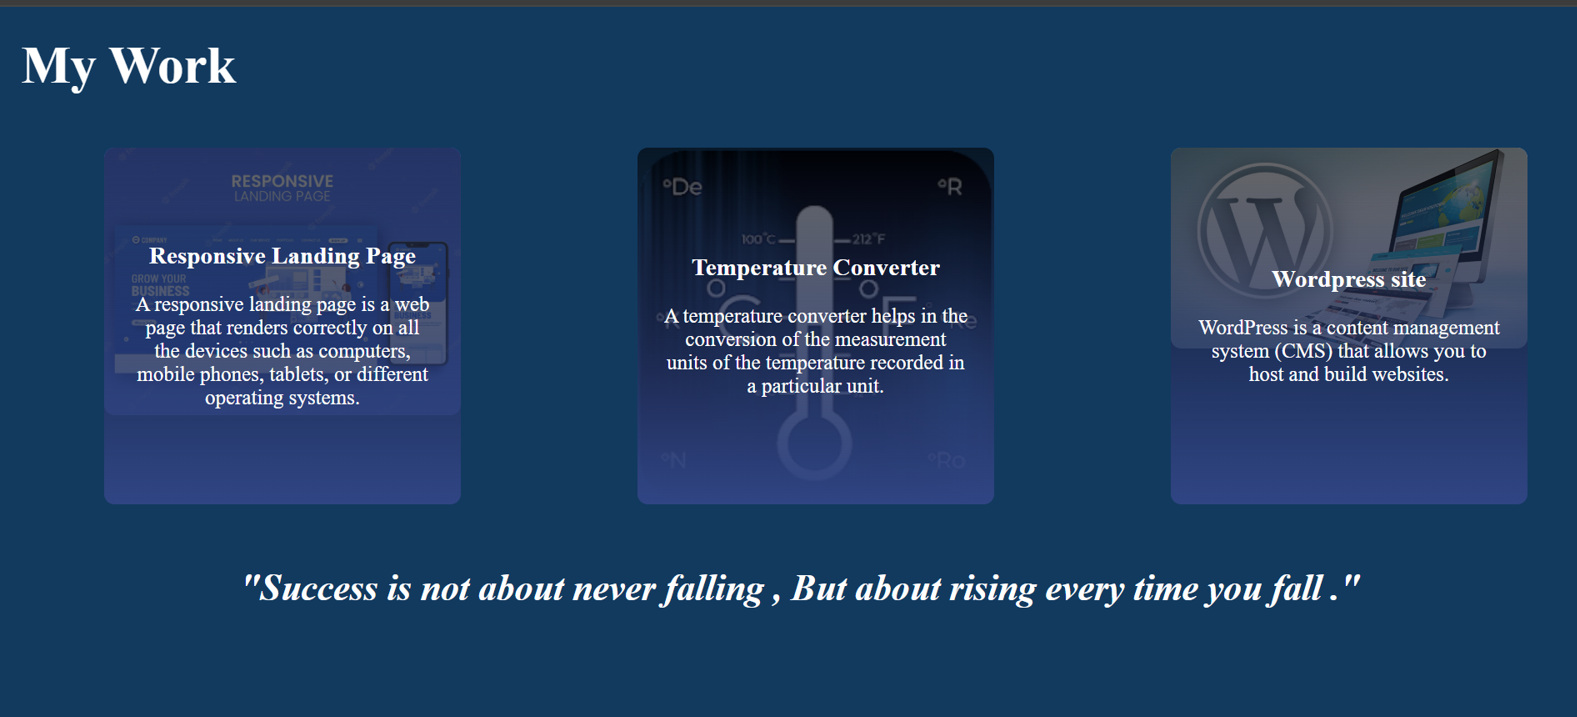 My Work
RESPONSIVE
LANDING PAGE
COMPANY
GROW YOUR
BUSINESS
Responsive Landing Page
A responsive landing page is a web
page that renders correctly on all
the devices such as computers,
mobile phones, tablets, or different
operating systems.
°De
°R
100°C
212°F
Temperature Converter
°C
°F
A temperature converter helps in the
conversion of the measurement
units of the temperature recorded in
a particular unit.
°N
°Ro
W
Wordpress site
WordPress is a content management
system (CMS) that allows you to
host and build websites.
"Success is not about never falling , But about rising every time you fall ."